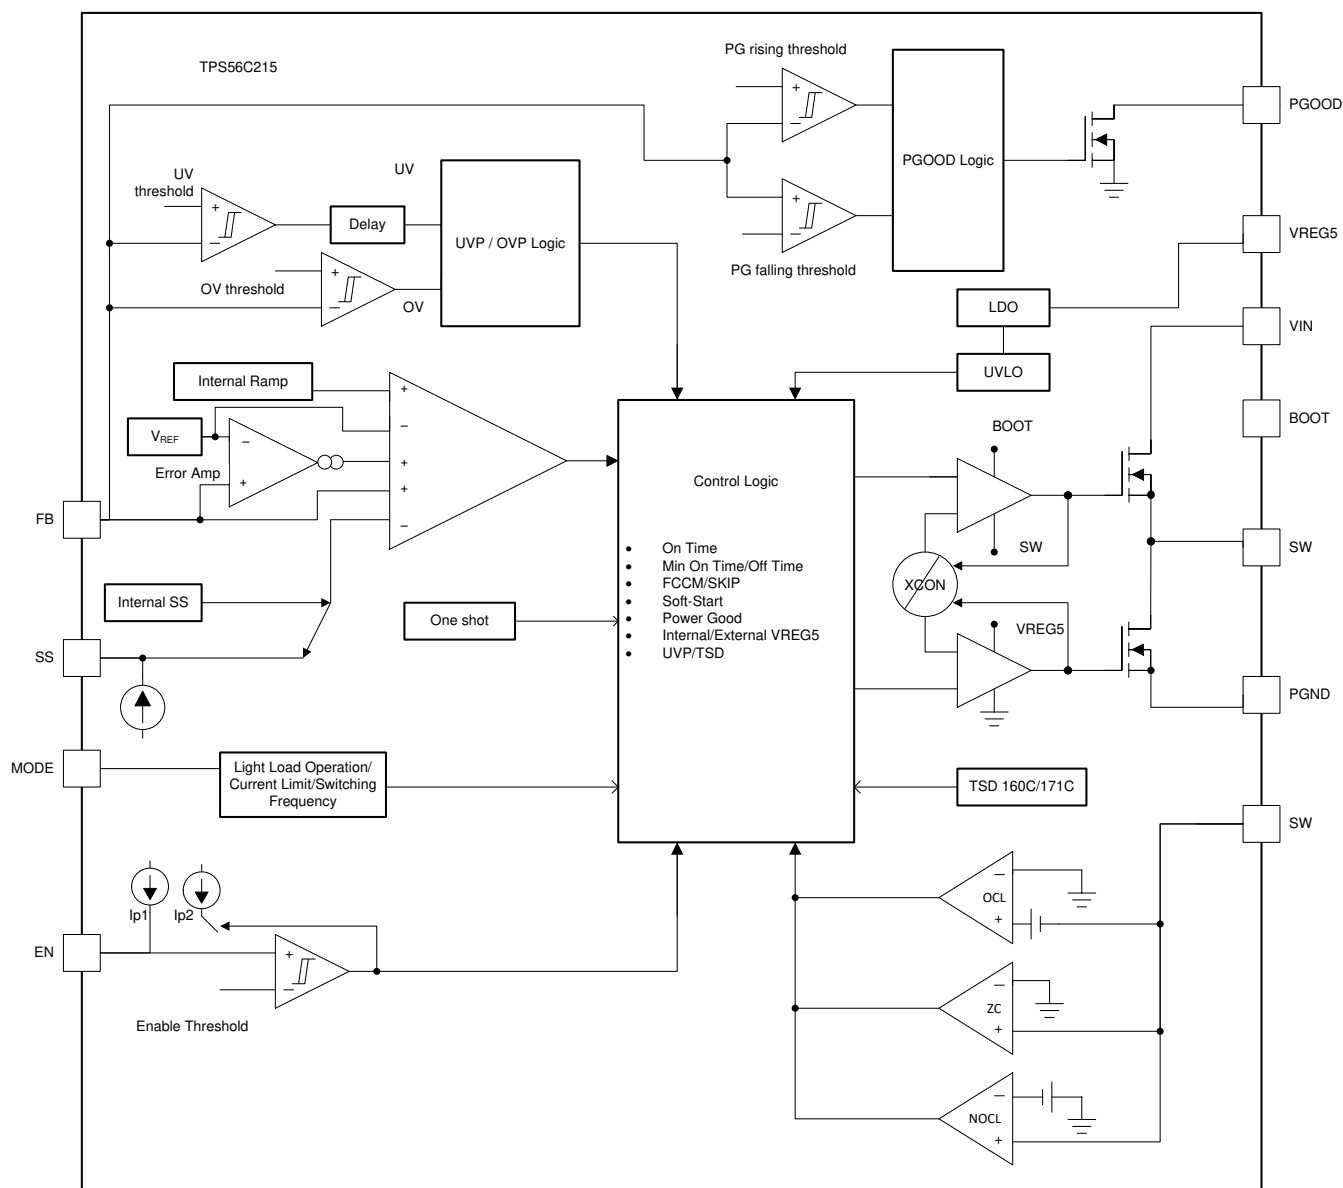 PG rising threshold
TPS56C215
+
−
PGOOD
PGOOD Logic
UV
UV
threshold
+
−
Delay
+
−
UVP / OVP Logic
VREG5
PG falling threshold
OV threshold
+
−
OV
LDO
VIN
UVLO
Internal Ramp
+
−
+
+
−
VREF
−
+
Error Amp
BOOT
BOOT
Control Logic
FB
SW
SW
• On Time
• Min On Time/Off Time
• FCCM/SKIP
• Soft-Start
• Power Good
• Internal/External VREG5
• UVP/TSD
XCON
Internal SS
One shot
VREG5
SS
PGND
MODE
Light Load Operation/
Current Limit/Switching
Frequency
TSD 160C/171C
SW
−
OCL
+
Ip1
Ip2
EN
+
−
Enable Threshold
−
ZC
+
−
NOCL
+